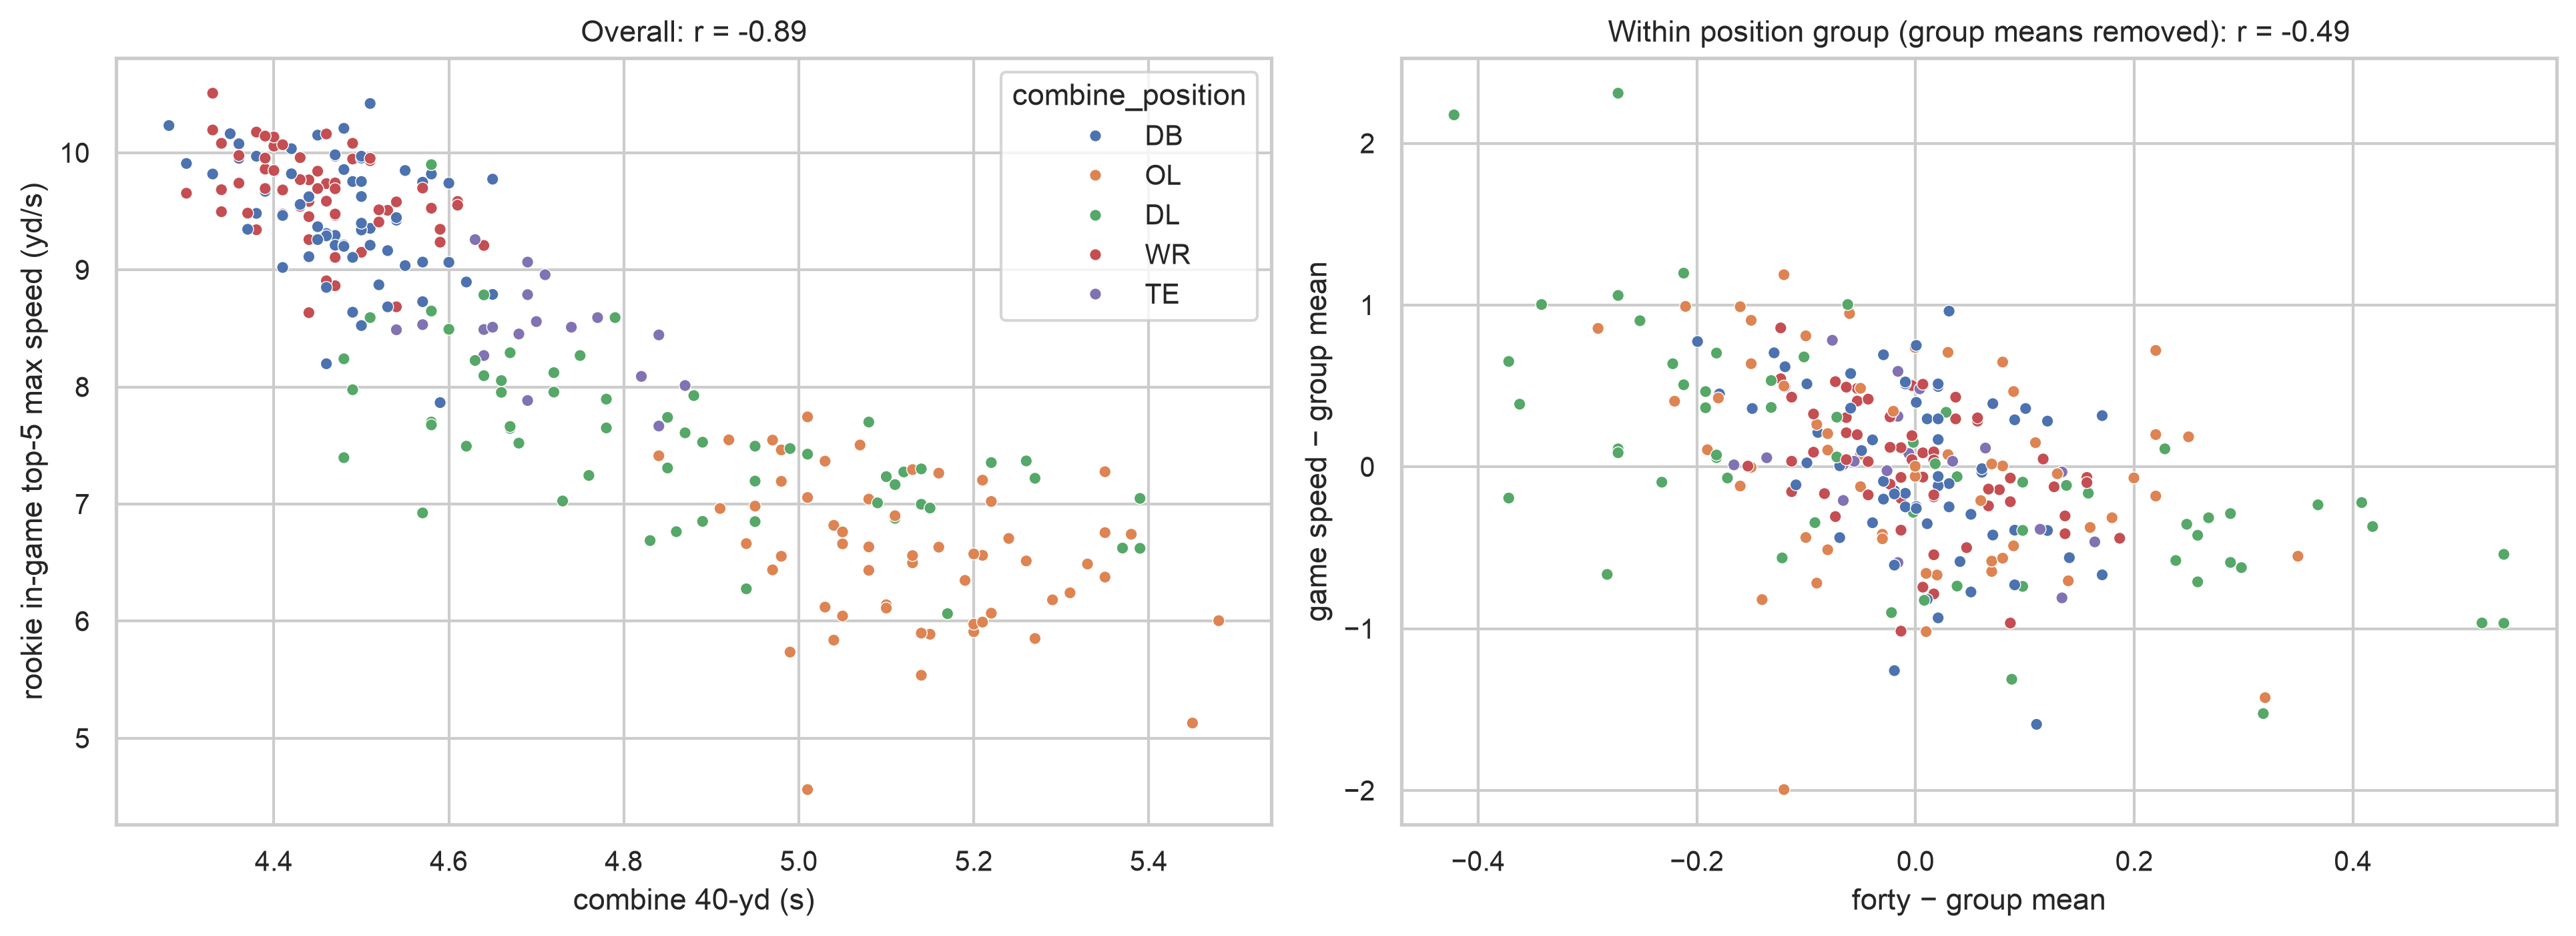 Overall: r = -0.89
rookie in-game top-5 max speed (yd/s)
10
9
8
7
6
5
4.4 4.6 4.8 5.0 5.2 5.4
combine 40-yd (s)
combine_position
DB
OL
DL
WR
TE
Within position group (group means removed): r = -0.49
game speed − group mean
2
1
0
−1
−2
−0.4 −0.2 0.0 0.2 0.4
forty − group mean